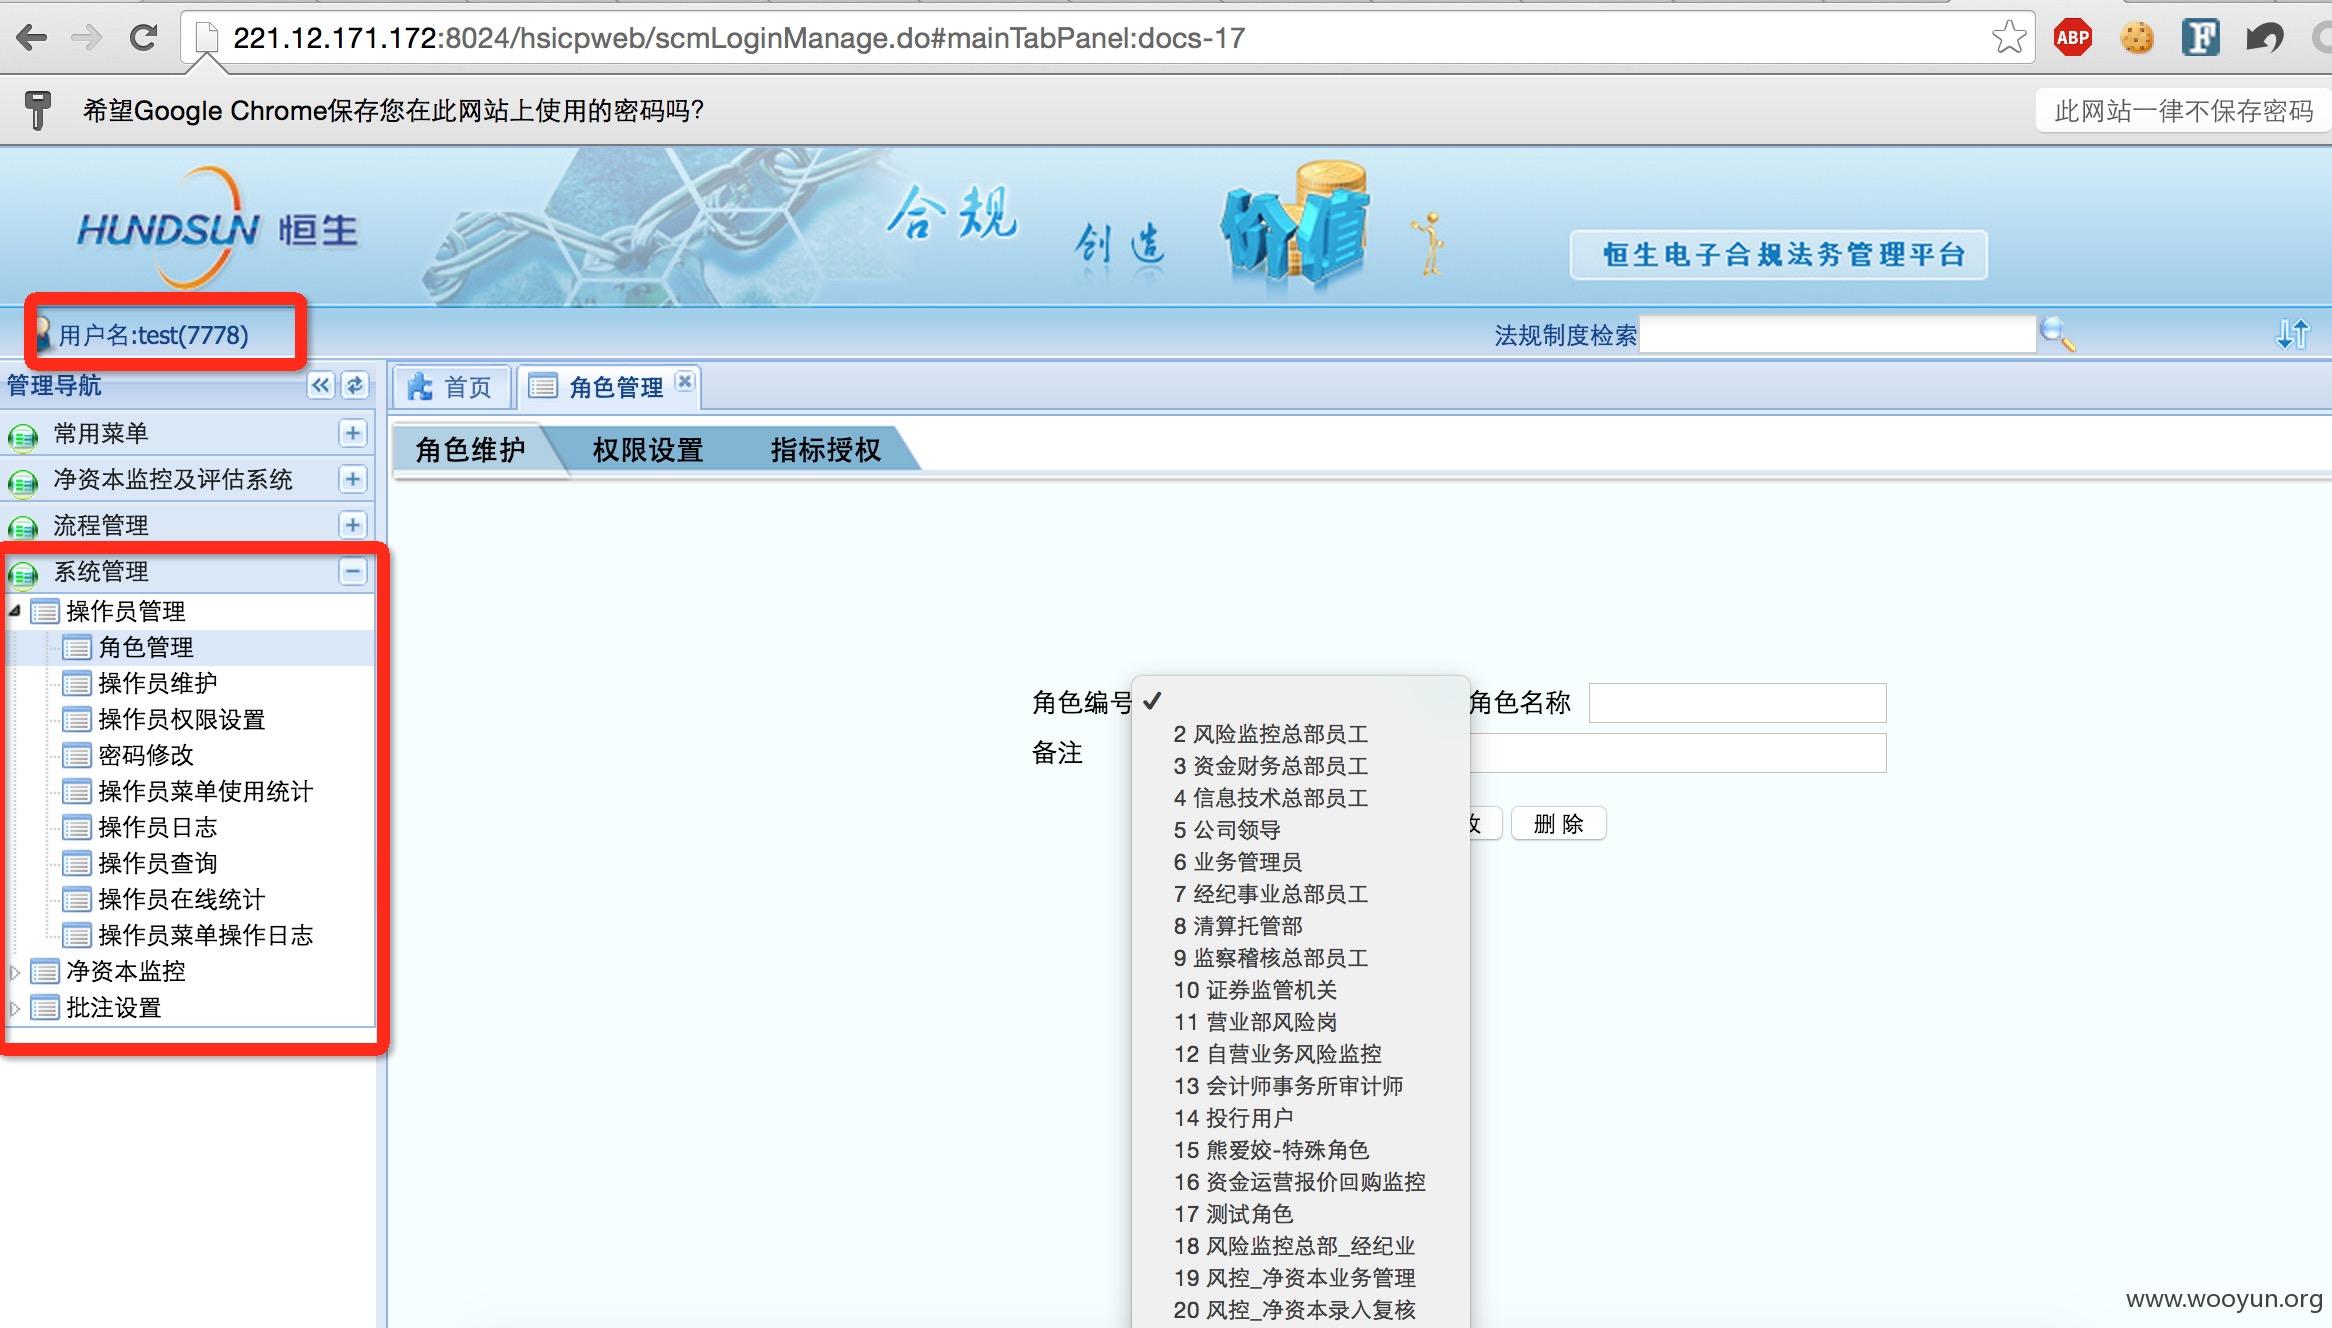 221.12.171.172:8024/hsicpweb/scmLoginManage.do#mainTabPanel:docs-17
ABP
F
希望Google Chrome保存您在此网站上使用的密码吗?
此网站一律不保存密码
HUNDSUN 恒生
合规
创造
价值
恒生电子合规法务管理平台
用户名:test(7778)
法规制度检索
管理导航
首页
角色管理
常用菜单
角色维护
权限设置
指标授权
净资本监控及评估系统
流程管理
系统管理
操作员管理
角色管理
操作员维护
操作员权限设置
密码修改
操作员菜单使用统计
操作员日志
操作员查询
操作员在线统计
操作员菜单操作日志
净资本监控
批注设置
角色编号
角色名称
备注
删 除
2 风险监控总部员工
3 资金财务总部员工
4 信息技术总部员工
5 公司领导
6 业务管理员
7 经纪事业总部员工
8 清算托管部
9 监察稽核总部员工
10 证券监管机关
11 营业部风险岗
12 自营业务风险监控
13 会计师事务所审计师
14 投行用户
15 熊爱姣-特殊角色
16 资金运营报价回购监控
17 测试角色
18 风险监控总部_经纪业
19 风控_净资本业务管理
20 风控_净资本录入复核
www.wooyun.org